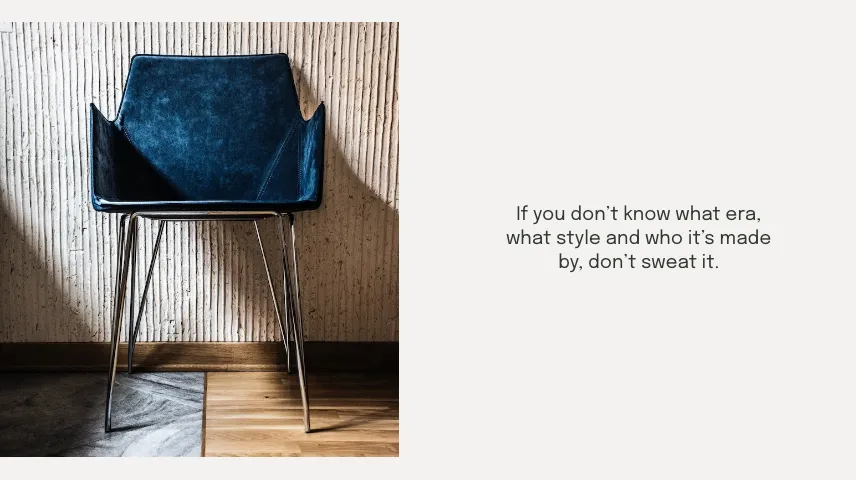 If you don’t know what era,
what style and who it’s made
by, don’t sweat it.